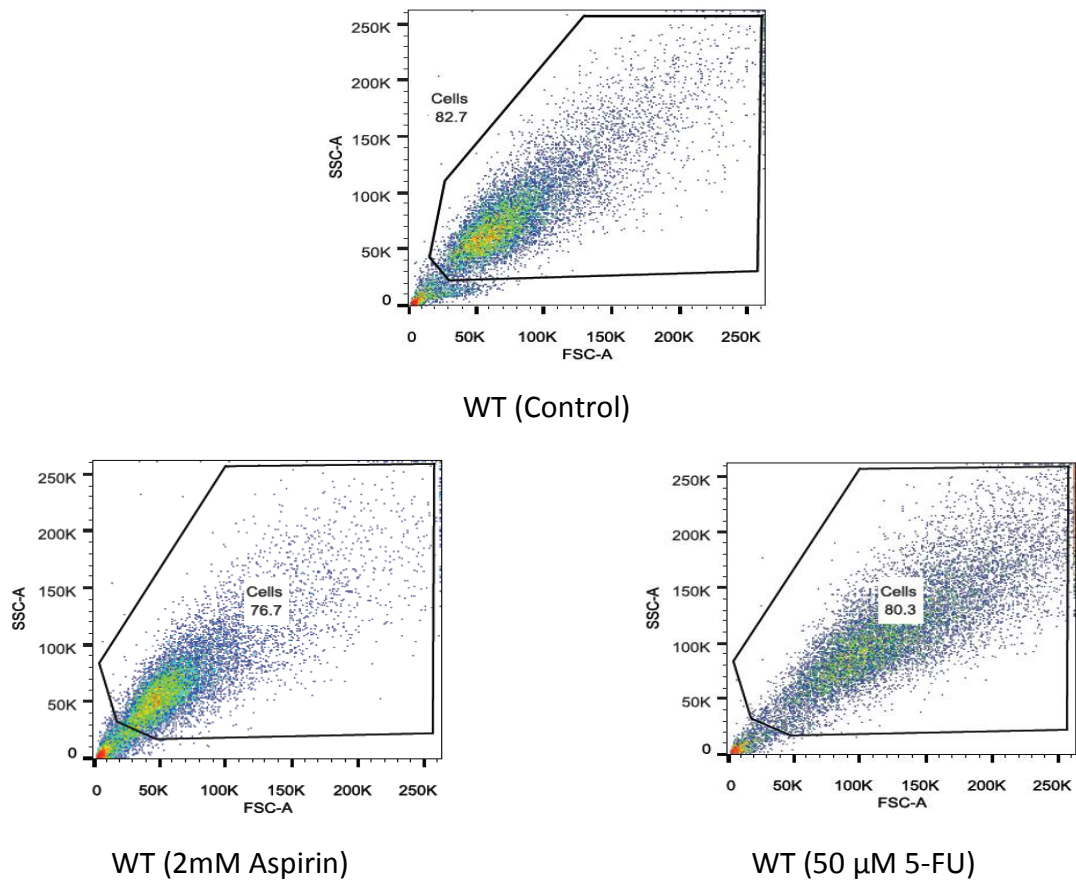 250K
200K
150K
100K
50K
0
SSC-A
Cells
82.7
0 50K 100K 150K 200K 250K
FSC-A
WT (Control)
250K
200K
150K
100K
50K
0
SSC-A
Cells
76.7
0 50K 100K 150K 200K 250K
FSC-A
WT (2mM Aspirin)
250K
200K
150K
100K
50K
0
SSC-A
Cells
80.3
0 50K 100K 150K 200K 250K
FSC-A
WT (50 µM 5-FU)